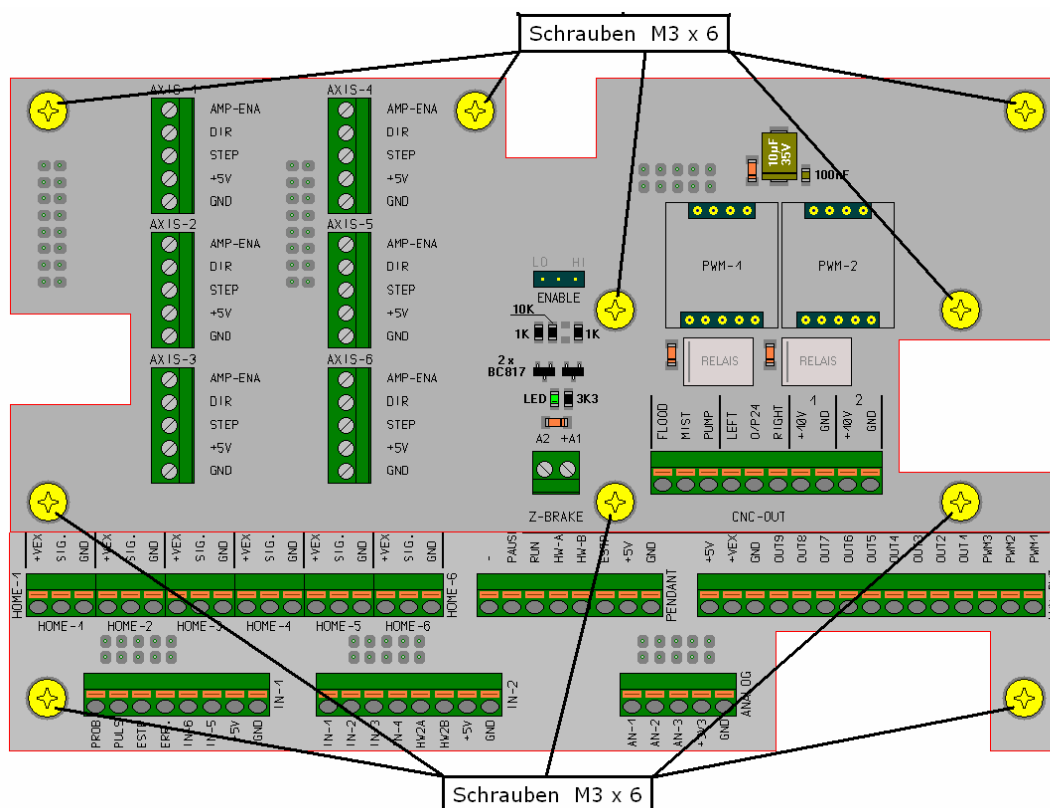 Schrauben M3 x 6
AXIS-1
AMP-ENA
DIR
STEP
+5V
GND
AXIS-4
AMP-ENA
DIR
STEP
+5V
GND
10µF
35V
100nF
AXIS-2
AMP-ENA
DIR
STEP
+5V
GND
AXIS-5
AMP-ENA
DIR
STEP
+5V
GND
LO HI
ENABLE
10K
1K 1K
2 x
BC817
LED 3K3
A2 +A1
Z-BRAKE
PWM-1 PWM-2
RELAIS RELAIS
AXIS-3
AMP-ENA
DIR
STEP
+5V
GND
AXIS-6
AMP-ENA
DIR
STEP
+5V
GND
FLOOD MIST PUMP LEFT O/P24 RIGHT +10V 1 GND +10V 2 GND
CNC-OUT
HOME-1 +VEX SIG. GND +VEX SIG. GND +VEX SIG. GND +VEX SIG. GND +VEX SIG. GND +VEX SIG. GND HOME-6
HOME-1 HOME-2 HOME-3 HOME-4 HOME-5 HOME-6
- PAUSE RUN HW-A HW-B ESTP +5V GND PENDANT
+5V +VEX GND OUT9 OUT8 OUT7 OUT6 OUT5 OUT4 OUT3 OUT2 OUT1 PWM3 PWM2 PWM1
PROB PULS ESTP ERR. IN-6 IN-5 +5V GND IN-1
IN-1 IN-2 IN-3 IN-4 HW2A HW2B +5V GND IN-2
AN-1 AN-2 AN-3 +3V3 GND ANALOG
Schrauben M3 x 6